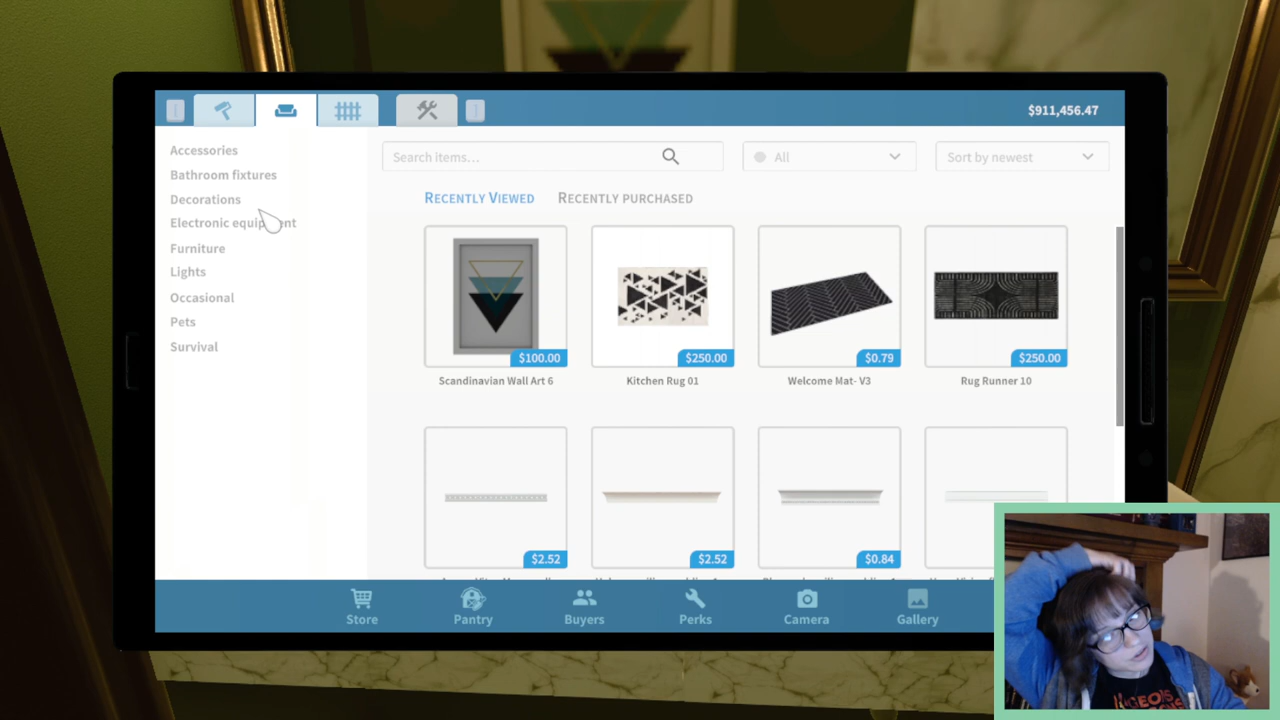 $911,456.47
Accessories
Bathroom fixtures
Decorations
Electronic equipment
Furniture
Lights
Occasional
Pets
Survival
Search items...
All
Sort by newest
RECENTLY VIEWED
RECENTLY PURCHASED
$100.00
$250.00
$0.79
$250.00
Scandinavian Wall Art 6
Kitchen Rug 01
Welcome Mat- V3
Rug Runner 10
$2.52
$2.52
$0.84
Store
Pantry
Buyers
Perks
Camera
Gallery